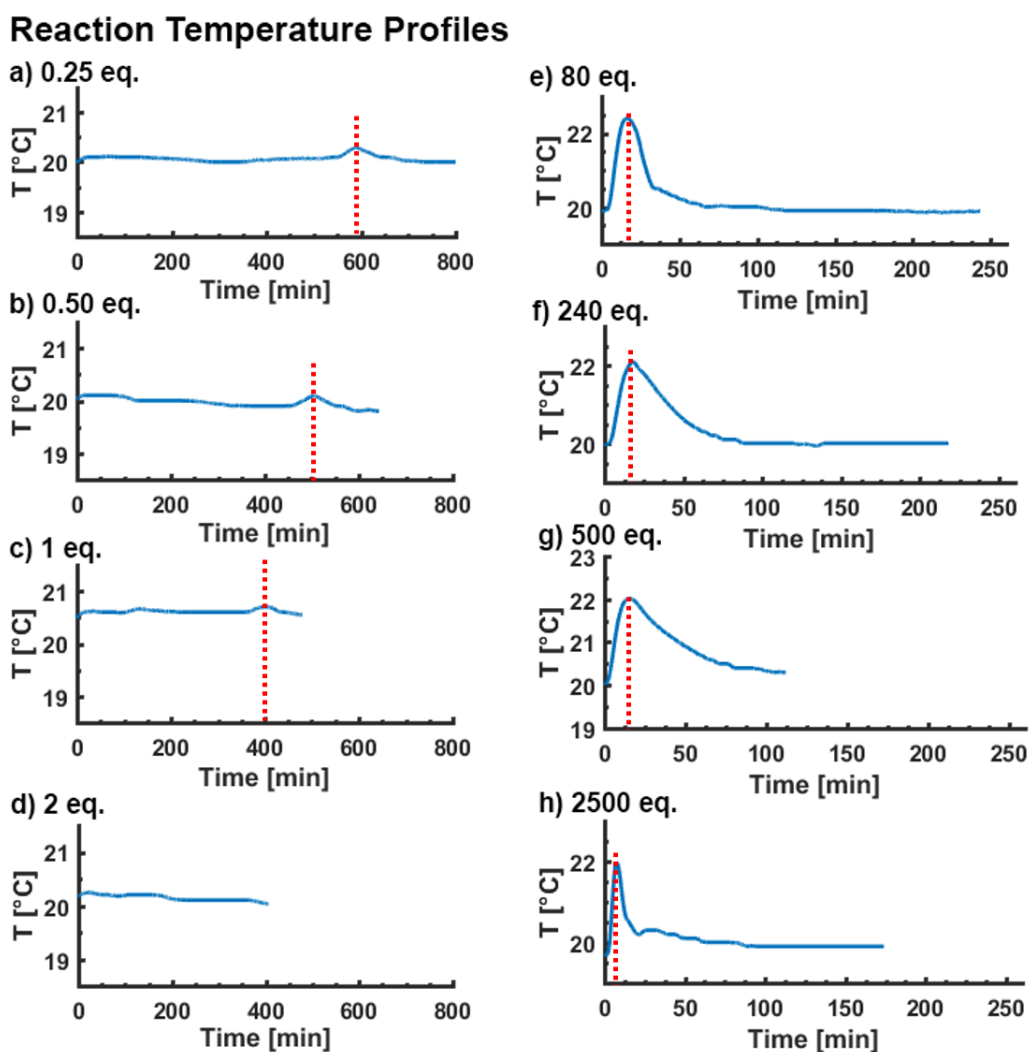 Reaction Temperature Profiles
a) 0.25 eq.
T [°C]
21
20
19
0 200 400 600 800
Time [min]
b) 0.50 eq.
T [°C]
21
20
19
0 200 400 600 800
Time [min]
c) 1 eq.
T [°C]
21
20
19
0 200 400 600 800
Time [min]
d) 2 eq.
T [°C]
21
20
19
0 200 400 600 800
Time [min]
e) 80 eq.
T [°C]
22
20
0 50 100 150 200 250
Time [min]
f) 240 eq.
T [°C]
22
20
0 50 100 150 200 250
Time [min]
g) 500 eq.
T [°C]
23
22
21
20
19
0 50 100 150 200 250
Time [min]
h) 2500 eq.
T [°C]
22
20
0 50 100 150 200 250
Time [min]